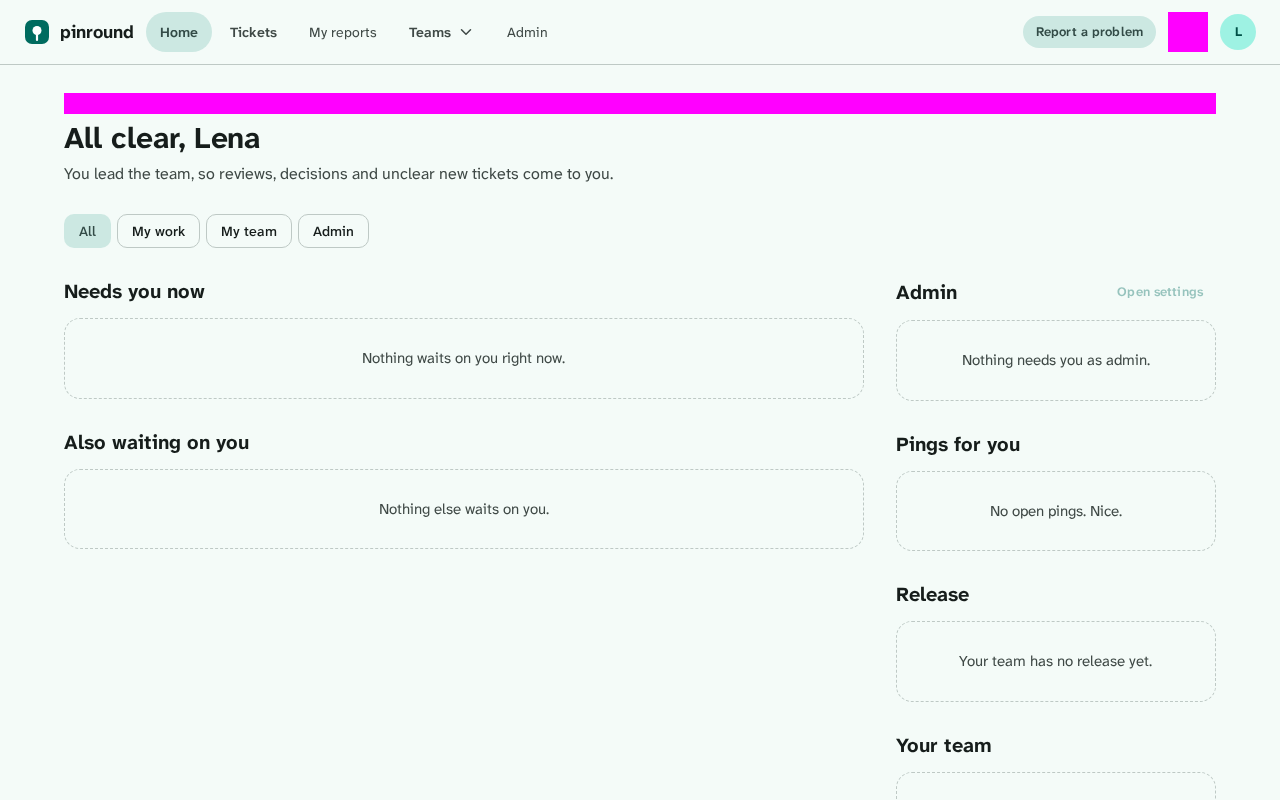 pinround
Home
Tickets
My reports
Teams
Admin
Report a problem
L
All clear, Lena
You lead the team, so reviews, decisions and unclear new tickets come to you.
All
My work
My team
Admin
Needs you now
Nothing waits on you right now.
Also waiting on you
Nothing else waits on you.
Admin
Open settings
Nothing needs you as admin.
Pings for you
No open pings. Nice.
Release
Your team has no release yet.
Your team